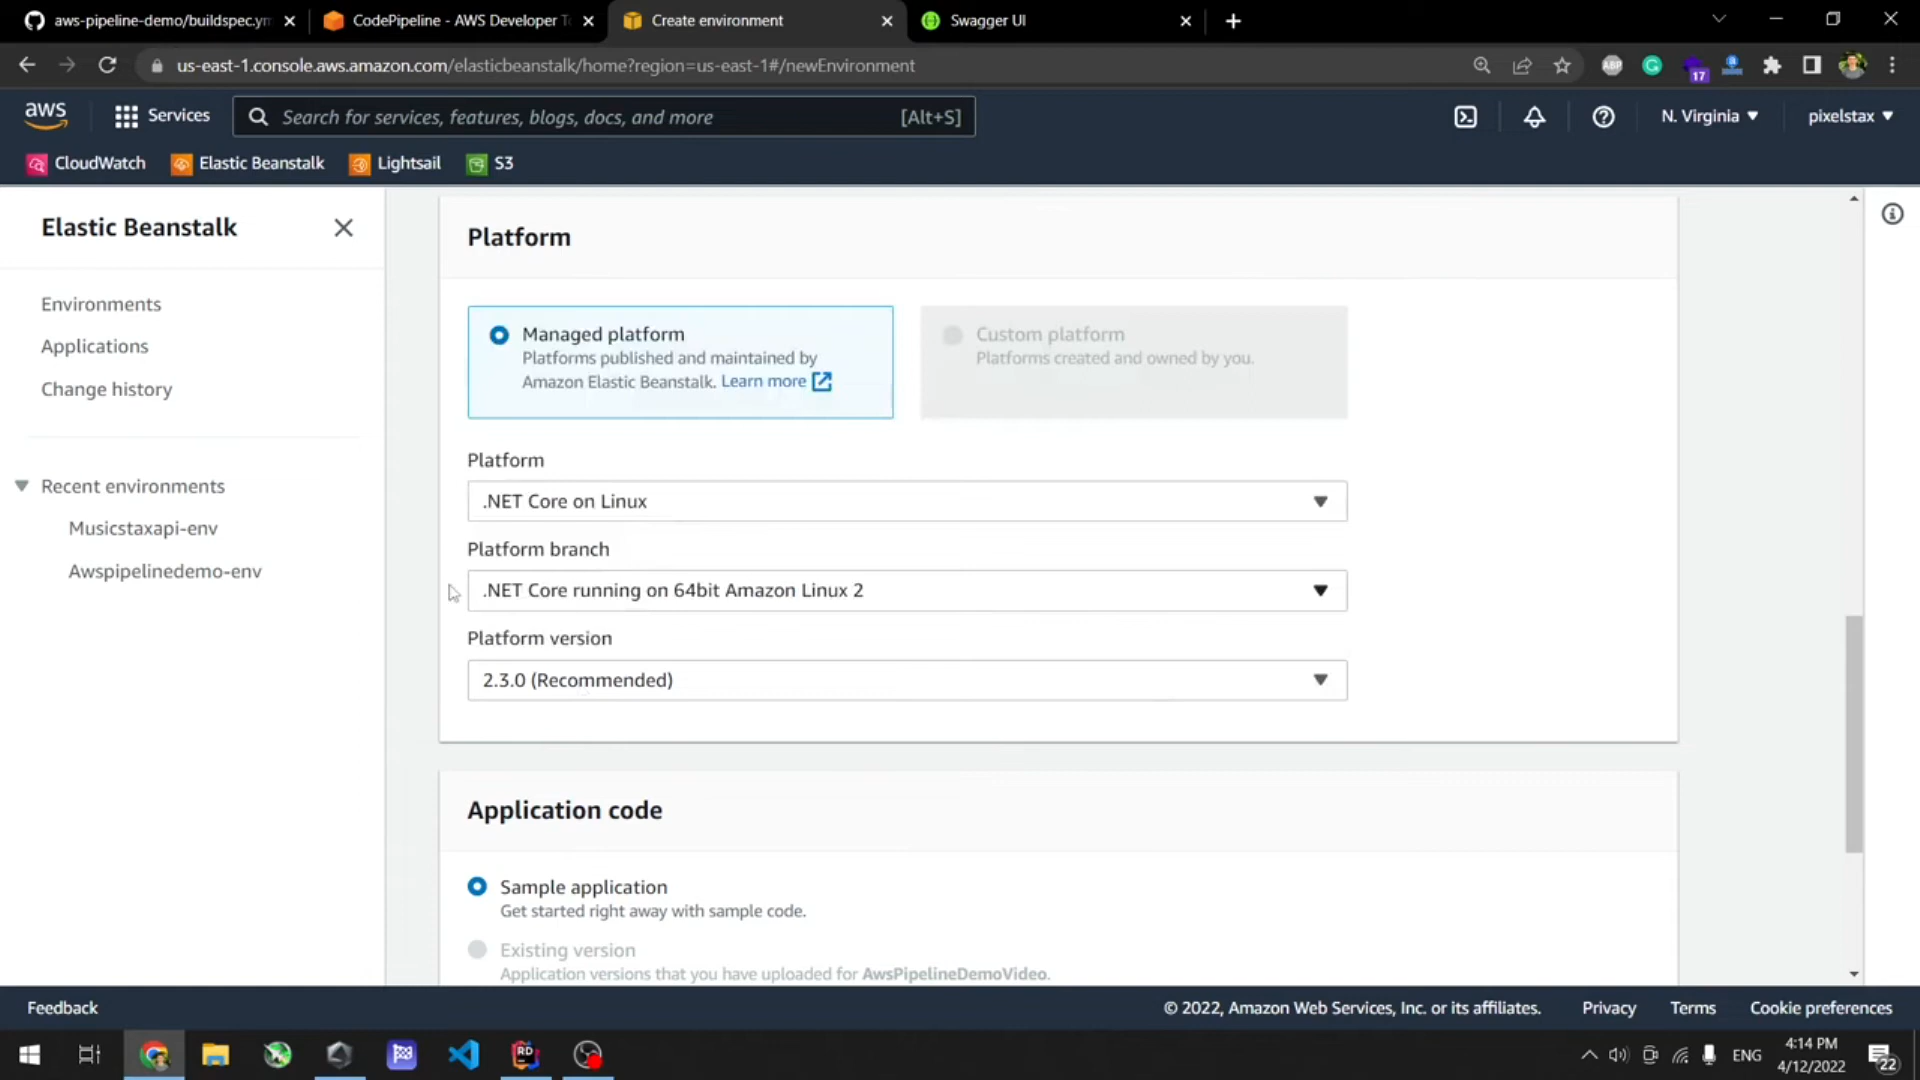 aws-pipeline-demo/buildspec.ym
CodePipeline - AWS Developer To
Create environment
Swagger UI
us-east-1.console.aws.amazon.com/elasticbeanstalk/home?region=us-east-1#/newEnvironment
ABP
17
aws
Services
Search for services, features, blogs, docs, and more
[Alt+S]
N. Virginia
pixelstax
CloudWatch
Elastic Beanstalk
Lightsail
S3
Elastic Beanstalk
Environments
Applications
Change history
Recent environments
Musicstaxapi-env
Awspipelinedemo-env
Platform
Managed platform
Platforms published and maintained by
Amazon Elastic Beanstalk. Learn more
Custom platform
Platforms created and owned by you.
Platform
.NET Core on Linux
Platform branch
.NET Core running on 64bit Amazon Linux 2
Platform version
2.3.0 (Recommended)
Application code
Sample application
Get started right away with sample code.
Existing version
Application versions that you have uploaded for AwsPipelineDemoVideo.
Feedback
© 2022, Amazon Web Services, Inc. or its affiliates.
Privacy
Terms
Cookie preferences
RD
ENG
4:14 PM
4/12/2022
22